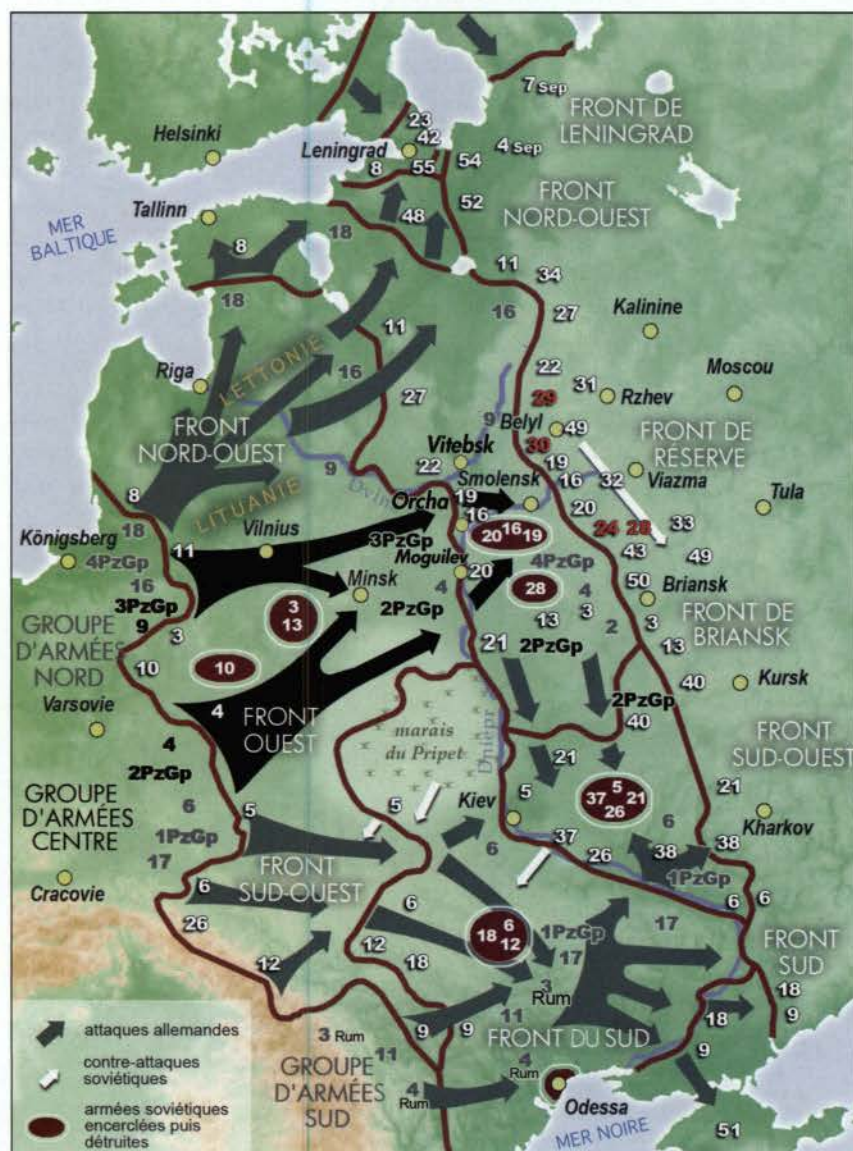 7 Sep
FRONT DE
LENINGRAD
23
42
Helsinki
Leningrad
4 Sep
8
55
54
FRONT
NORD-OUEST
52
Tallinn
MER
BALTIQUE
48
18
8
11
34
18
16
27
Kalinine
11
LETTONIE
Riga
16
22
31
Rzhev
Moscou
29
27
Belyl
49
9
30
FRONT
NORD-OUEST
Vitebsk
FRONT DE
RÉSERVE
22
19
9
Smolensk
16
32
Viazma
LITUANIE
Dvin
Orcha
19
16
20
Tula
8
18
Königsberg
Vilnius
11
3PzGp
20
16
19
24
28
33
4PzGp
Moguilev
4PzGp
43
49
16
Minsk
20
28
4
50
Briansk
3PzGp
4
2PzGp
9
3
13
3
3
13
2
3
FRONT DE
BRIANSK
GROUPE
D'ARMÉES
NORD
21
2PzGp
13
10
10
2PzGp
40
Kursk
4
40
Varsovie
FRONT
OUEST
marais
du Pripet
Dniepr
FRONT
SUD-OUEST
4
21
2PzGp
5
37
21
26
21
GROUPE
D'ARMÉES
CENTRE
6
5
5
Kiev
5
6
Kharkov
1PzGp
37
38
38
17
6
26
1PzGp
Cracovie
FRONT
SUD-OUEST
6
6
6
6
26
6
18
12
1PzGp
17
17
FRONT
SUD
12
12
18
3
Rum
18
11
18
9
attaques allemandes
3 Rum
9
9
FRONT DU SUD
9
11
contre-attaques
soviétiques
GROUPE
D'ARMÉES
SUD
4
Rum
4
Rum
armées soviétiques
encerclées puis
détruites
Odessa
MER NOIRE
51